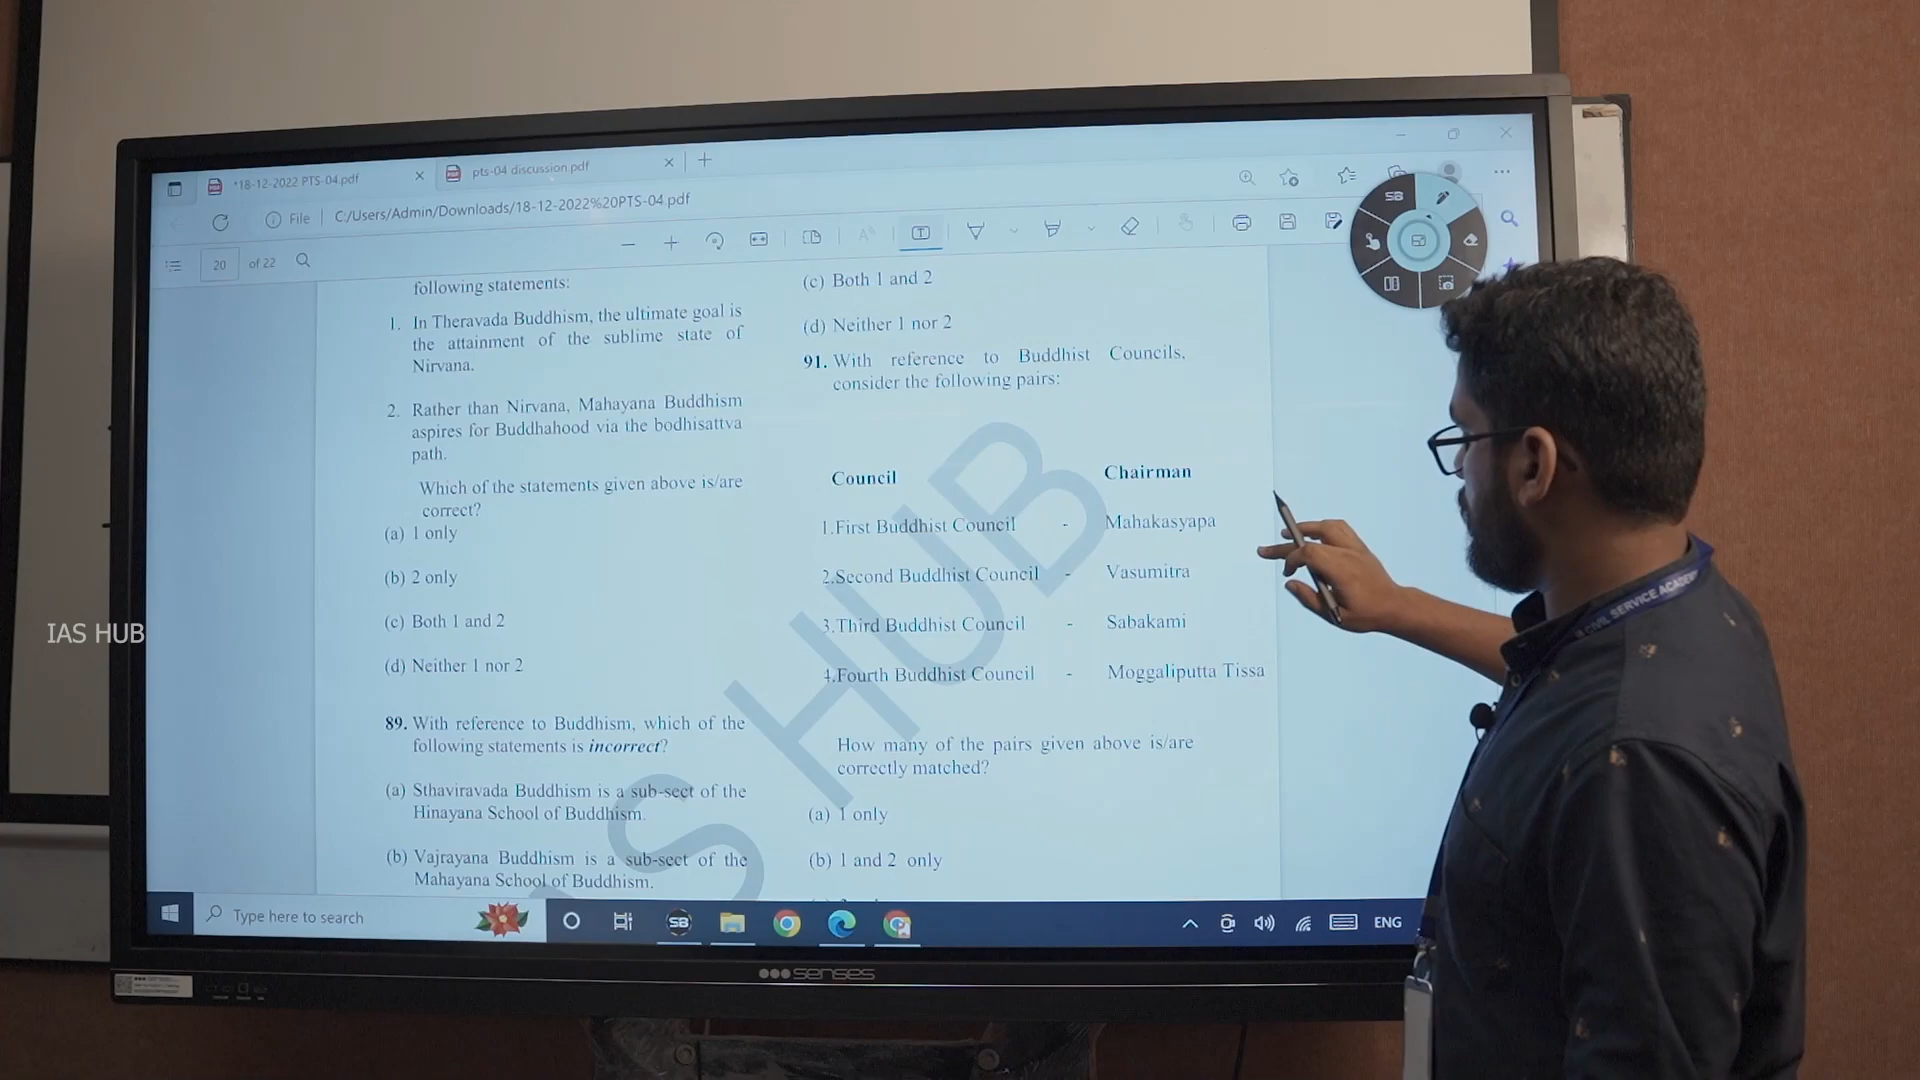 *18-12-2022 PTS-04.pdf
pts-04 discussion.pdf
File
C:/Users/Admin/Downloads/18-12-2022%20PTS-04.pdf
20 of 22
SB
following statements:
1. In Theravada Buddhism, the ultimate goal is
the attainment of the sublime state of
Nirvana.
2. Rather than Nirvana, Mahayana Buddhism
aspires for Buddhahood via the bodhisattva
path.
Which of the statements given above is/are
correct?
(a) 1 only
(b) 2 only
(c) Both 1 and 2
(d) Neither 1 nor 2
89. With reference to Buddhism, which of the
following statements is incorrect?
(a) Sthaviravada Buddhism is a sub-sect of the
Hinayana School of Buddhism.
(b) Vajrayana Buddhism is a sub-sect of the
Mahayana School of Buddhism.
(c) Both 1 and 2
(d) Neither 1 nor 2
91. With reference to Buddhist Councils,
consider the following pairs:
Council Chairman
1.First Buddhist Council - Mahakasyapa
2.Second Buddhist Council - Vasumitra
3.Third Buddhist Council - Sabakami
4.Fourth Buddhist Council - Moggaliputta Tissa
How many of the pairs given above is/are
correctly matched?
(a) 1 only
(b) 1 and 2 only
S HUB
IAS HUB
CIVIL SERVICE ACADEM
Type here to search
SB
ENG
senses